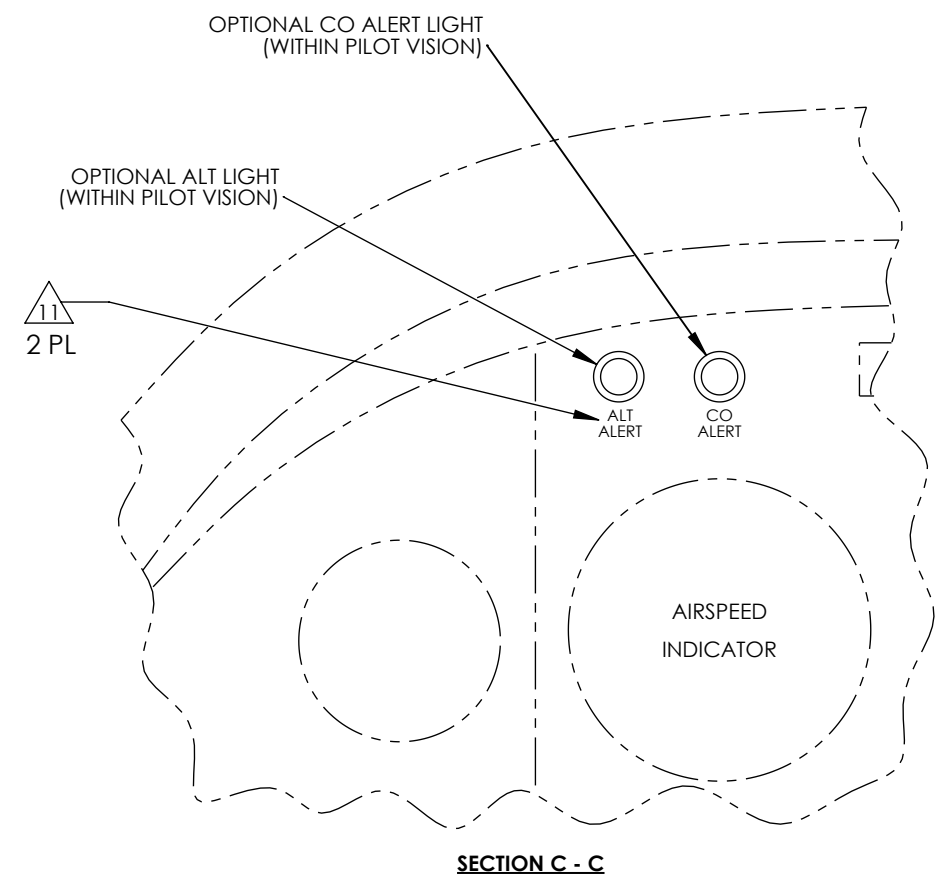 OPTIONAL CO ALERT LIGHT
(WITHIN PILOT VISION)
OPTIONAL ALT LIGHT
(WITHIN PILOT VISION)
11
2 PL
ALT
ALERT
CO
ALERT
AIRSPEED
INDICATOR
SECTION C - C